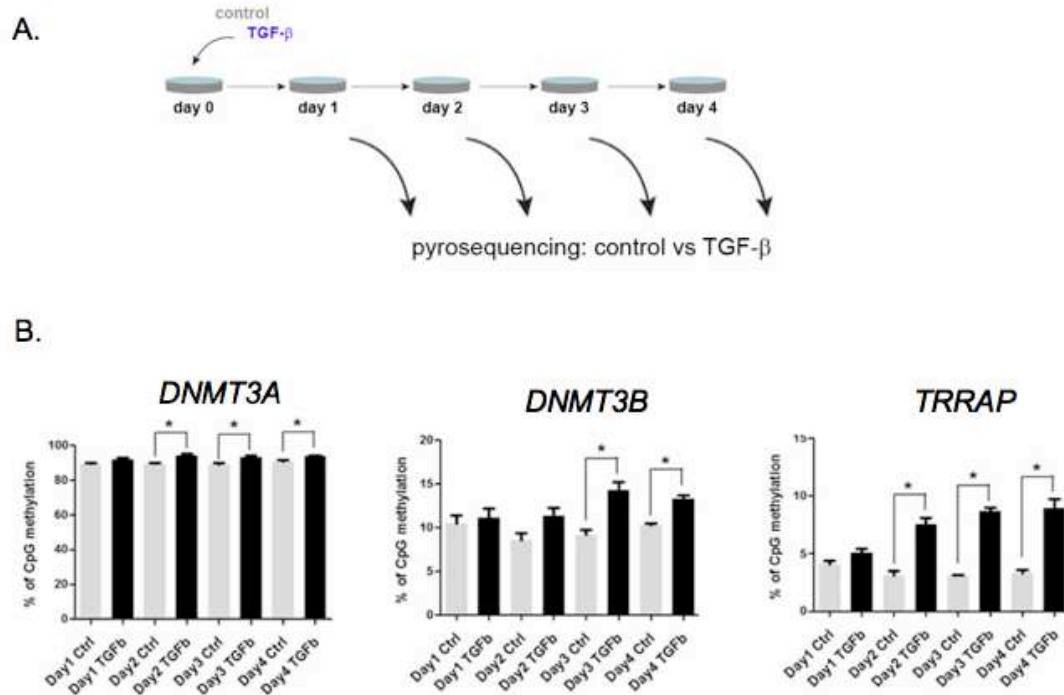 A.
control
TGF-β
day 0
day 1
day 2
day 3
day 4
pyrosequencing: control vs TGF-β
B.
DNMT3A
% of CpG methylation
100
80
60
40
20
0
*
*
*
Day1 Ctrl
Day1 TGFb
Day2 Ctrl
Day2 TGFb
Day3 Ctrl
Day3 TGFb
Day4 Ctrl
Day4 TGFb
DNMT3B
% of CpG methylation
20
15
10
5
0
*
*
Day1 Ctrl
Day1 TGFb
Day2 Ctrl
Day2 TGFb
Day3 Ctrl
Day3 TGFb
Day4 Ctrl
Day4 TGFb
TRRAP
% of CpG methylation
15
10
5
0
*
*
*
Day1 Ctrl
Day1 TGFb
Day2 Ctrl
Day2 TGFb
Day3 Ctrl
Day3 TGFb
Day4 Ctrl
Day4 TGFb